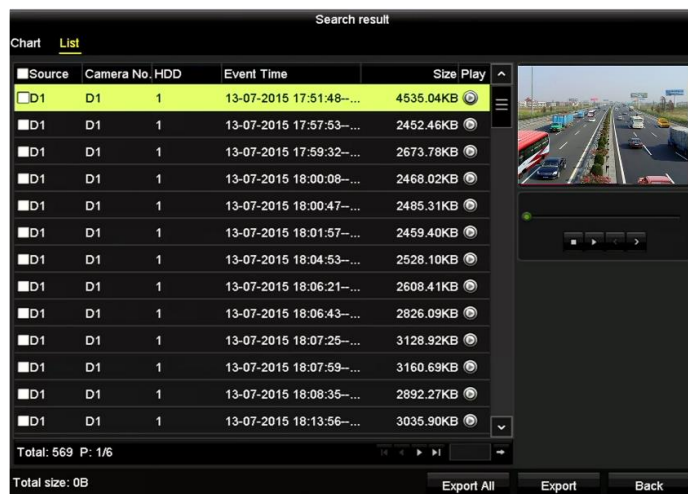 Search result
Chart List
Source Camera No. HDD Event Time Size Play
D1 D1 1 13-07-2015 17:51:48--... 4535.04KB
D1 D1 1 13-07-2015 17:57:53--... 2452.46KB
D1 D1 1 13-07-2015 17:59:32--... 2673.78KB
D1 D1 1 13-07-2015 18:00:08--... 2468.02KB
D1 D1 1 13-07-2015 18:00:47--... 2485.31KB
D1 D1 1 13-07-2015 18:01:57--... 2459.40KB
D1 D1 1 13-07-2015 18:04:53--... 2528.10KB
D1 D1 1 13-07-2015 18:06:21--... 2608.41KB
D1 D1 1 13-07-2015 18:06:43--... 2826.09KB
D1 D1 1 13-07-2015 18:07:25--... 3128.92KB
D1 D1 1 13-07-2015 18:07:59--... 3160.69KB
D1 D1 1 13-07-2015 18:08:35--... 2892.27KB
D1 D1 1 13-07-2015 18:13:56--... 3035.90KB
Total: 569 P: 1/6
Total size: 0B Export All Export Back